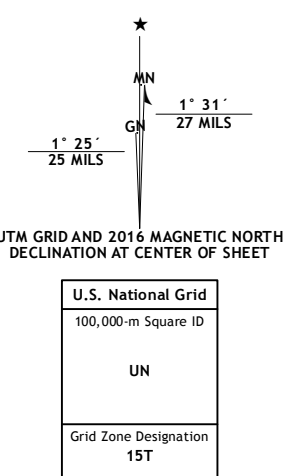 ★
MN
1° 31´
27 MILS
GN
1° 25´
25 MILS
UTM GRID AND 2016 MAGNETIC NORTH
DECLINATION AT CENTER OF SHEET
U.S. National Grid
100,000-m Square ID
UN
Grid Zone Designation
15T